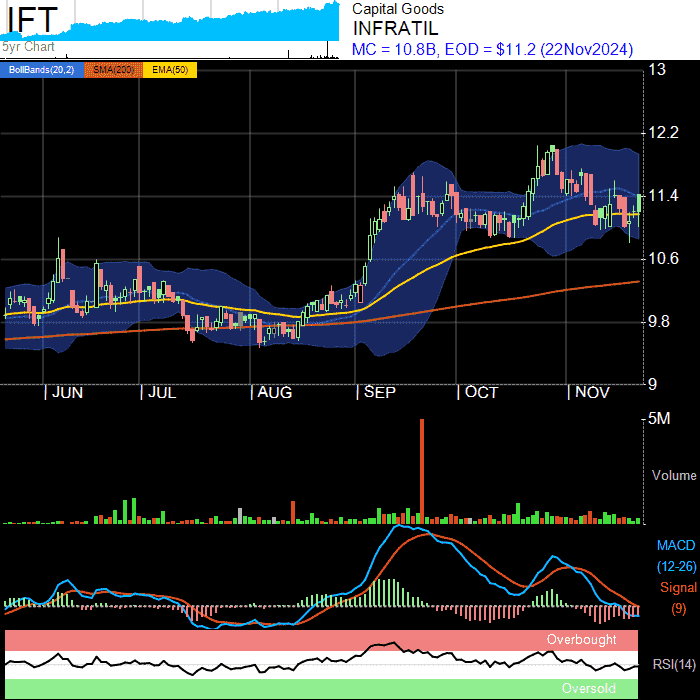 IFT
5yr Chart
Capital Goods
INFRATIL
MC = 10.8B, EOD = $11.2 (22Nov2024)
BollBands(20,2) SMA(200) EMA(50)
13
12.2
11.4
10.6
9.8
9
JUN JUL AUG SEP OCT NOV
5M
Volume
MACD
(12-26)
Signal
(9)
Overbought
RSI(14)
Oversold